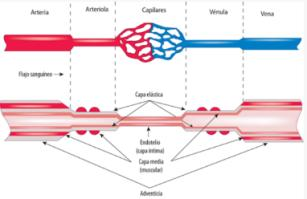 Arteria
Arteriola
Capilares
Vénula
Vena
Flujo sanguíneo
Capa elástica
Endotelio
(capa íntima)
Capa media
(muscular)
Adventicia